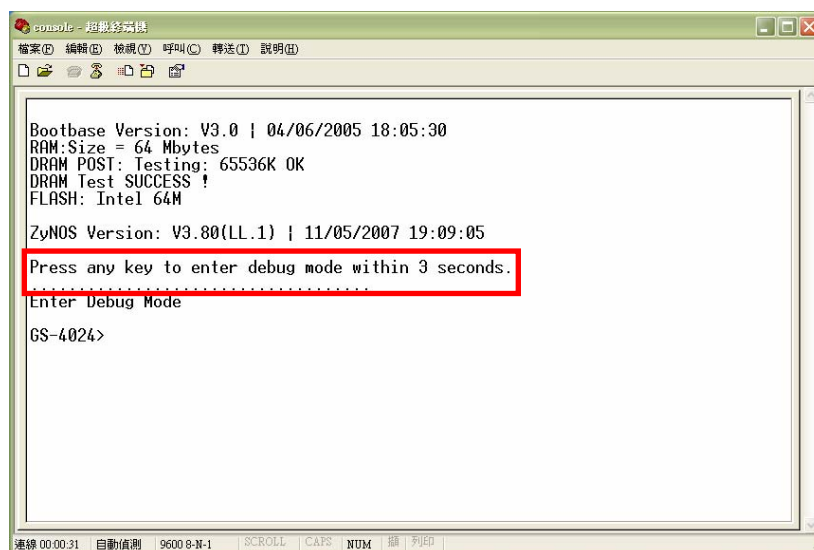 console - 超級終端機
檔案(F) 編輯(E) 檢視(V) 呼叫(C) 轉送(T) 說明(H)
Bootbase Version: V3.0 | 04/06/2005 18:05:30
RAM:Size = 64 Mbytes
DRAM POST: Testing: 65536K OK
DRAM Test SUCCESS !
FLASH: Intel 64M
ZyNOS Version: V3.80(LL.1) | 11/05/2007 19:09:05
Press any key to enter debug mode within 3 seconds.
....................................
Enter Debug Mode
GS-4024>
連線 00:00:31 自動偵測 9600 8-N-1 SCROLL CAPS NUM 擷 列印